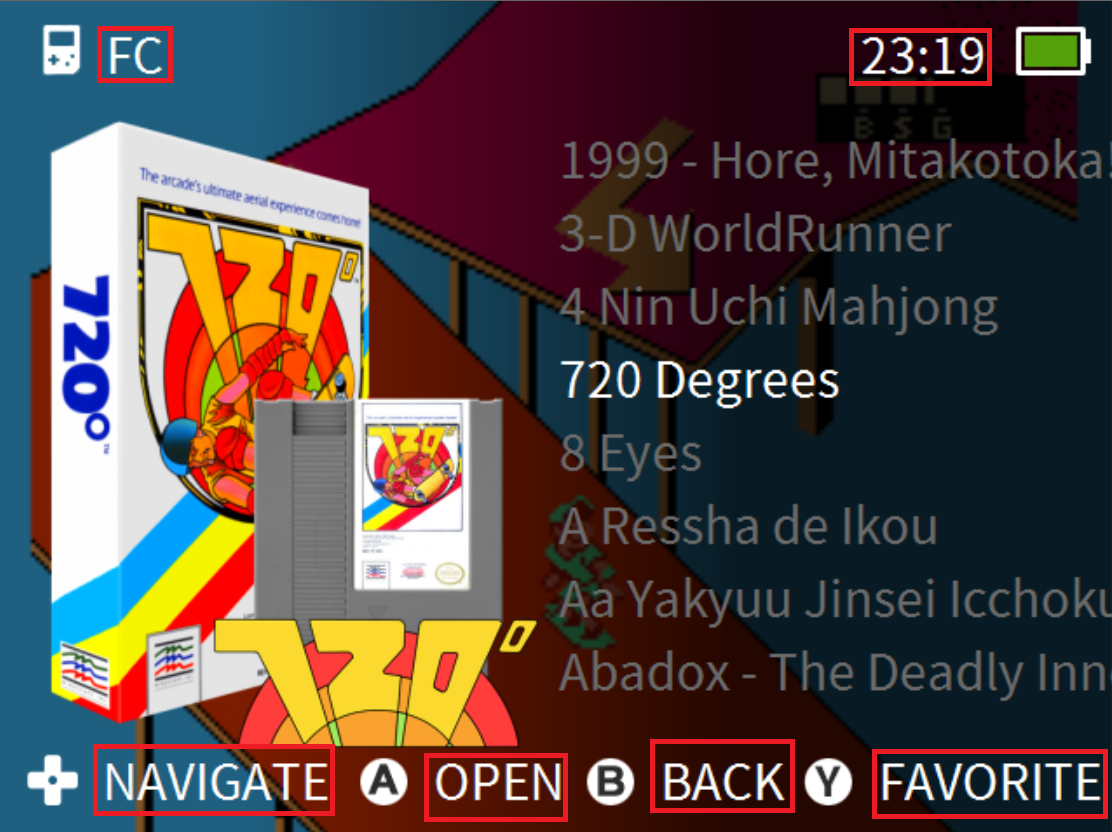 FC
23:19
B S G
The arcade's ultimate aerial experience comes home!
720°
720°
720°
720°
1999 - Hore, Mitakotoka!
3-D WorldRunner
4 Nin Uchi Mahjong
720 Degrees
8 Eyes
A Ressha de Ikou
Aa Yakyuu Jinsei Icchoku
Abadox - The Deadly Inn
NAVIGATE A OPEN B BACK Y FAVORITE